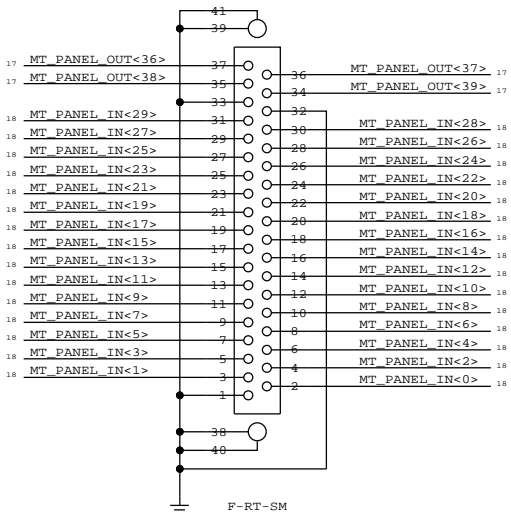 41
39
17 MT_PANEL_OUT<36> 37
36 MT_PANEL_OUT<37> 17
17 MT_PANEL_OUT<38> 35
34 MT_PANEL_OUT<39> 17
33
32
18 MT_PANEL_IN<29> 31
30 MT_PANEL_IN<28> 18
18 MT_PANEL_IN<27> 29
28 MT_PANEL_IN<26> 18
18 MT_PANEL_IN<25> 27
26 MT_PANEL_IN<24> 18
18 MT_PANEL_IN<23> 25
24 MT_PANEL_IN<22> 18
18 MT_PANEL_IN<21> 23
22 MT_PANEL_IN<20> 18
18 MT_PANEL_IN<19> 21
20 MT_PANEL_IN<18> 18
18 MT_PANEL_IN<17> 19
18 MT_PANEL_IN<16> 18
18 MT_PANEL_IN<15> 17
16 MT_PANEL_IN<14> 18
18 MT_PANEL_IN<13> 15
14 MT_PANEL_IN<12> 18
18 MT_PANEL_IN<11> 13
12 MT_PANEL_IN<10> 18
18 MT_PANEL_IN<9> 11
10 MT_PANEL_IN<8> 18
18 MT_PANEL_IN<7> 9
8 MT_PANEL_IN<6> 18
18 MT_PANEL_IN<5> 7
6 MT_PANEL_IN<4> 18
18 MT_PANEL_IN<3> 5
4 MT_PANEL_IN<2> 18
18 MT_PANEL_IN<1> 3
2 MT_PANEL_IN<0> 18
1
38
40
F-RT-SM